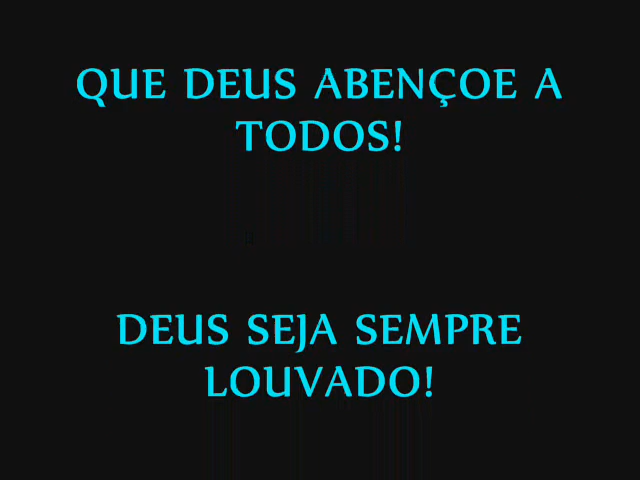 QUE DEUS ABENÇOE A
TODOS!
DEUS SEJA SEMPRE
LOUVADO!